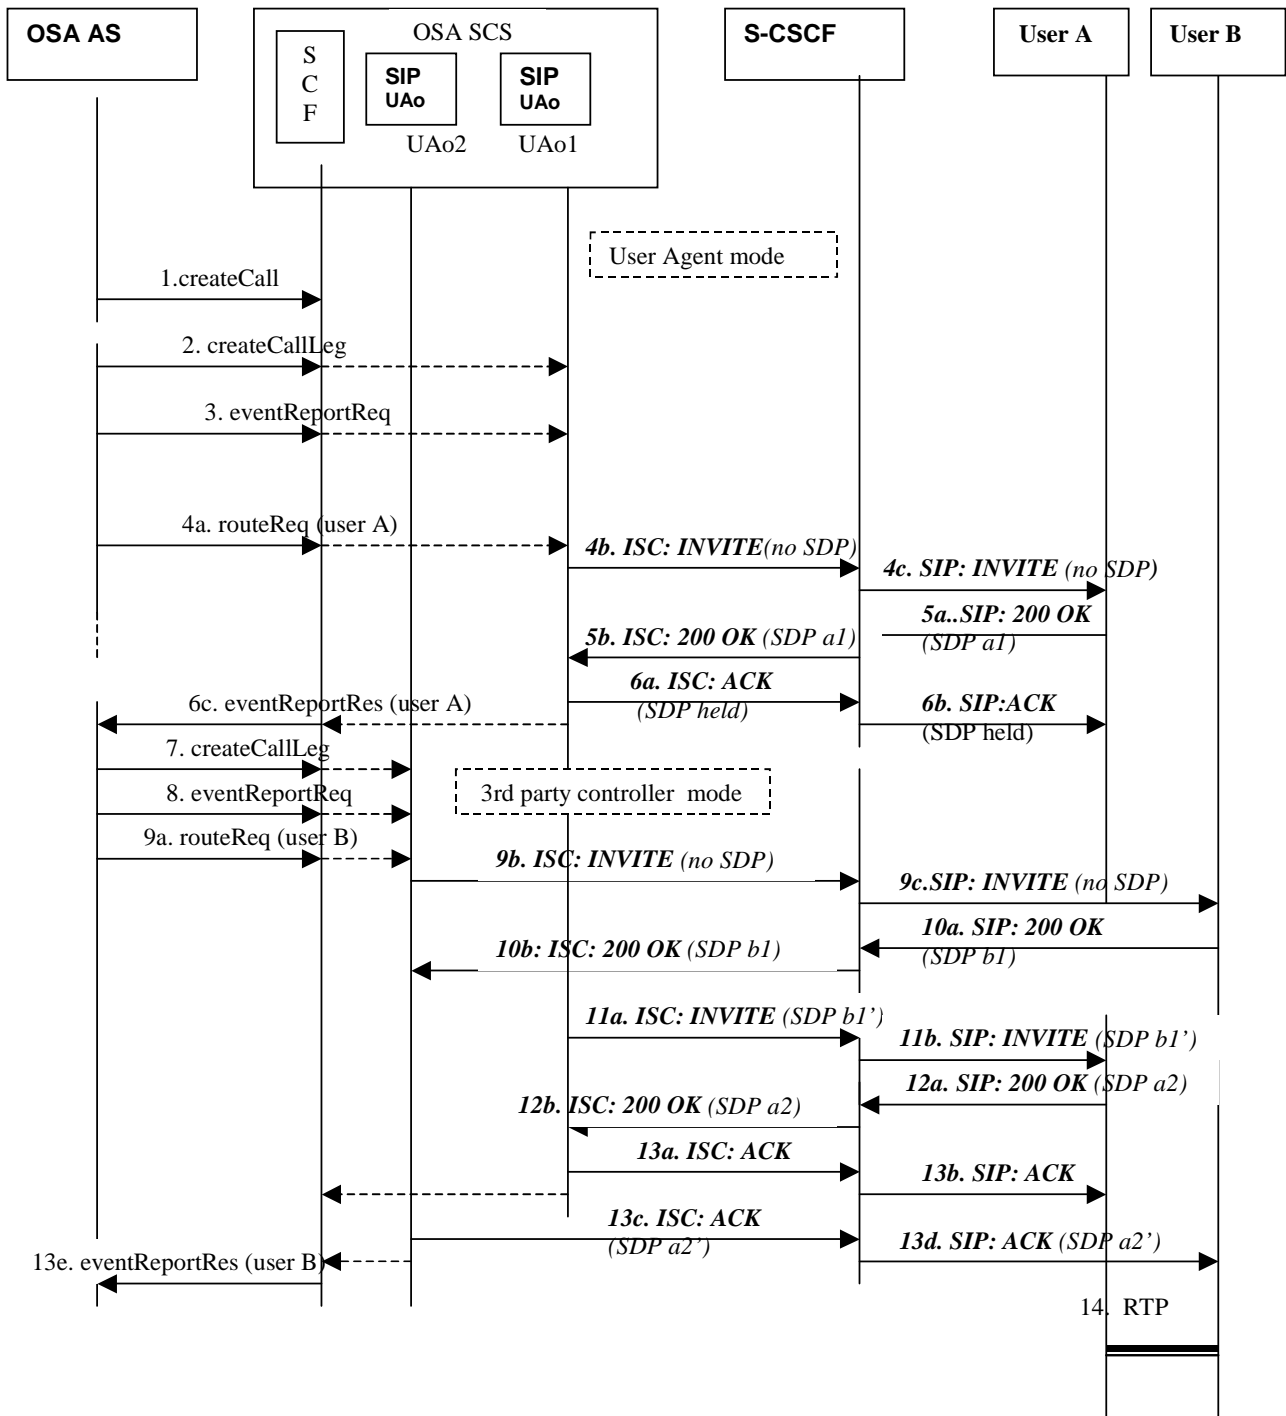 OSA AS
OSA SCS
S-CSCF
User A
User B
S
C
F
SIP
UAo
SIP
UAo
UAo2
UAo1
User Agent mode
1.createCall
2. createCallLeg
3. eventReportReq
4a. routeReq (user A)
4b. ISC: INVITE(no SDP)
4c. SIP: INVITE (no SDP)
5a..SIP: 200 OK
(SDP a1)
5b. ISC: 200 OK (SDP a1)
6a. ISC: ACK
(SDP held)
6b. SIP:ACK
(SDP held)
6c. eventReportRes (user A)
7. createCallLeg
8. eventReportReq
3rd party controller mode
9a. routeReq (user B)
9b. ISC: INVITE (no SDP)
9c.SIP: INVITE (no SDP)
10a. SIP: 200 OK
(SDP b1)
10b: ISC: 200 OK (SDP b1)
11a. ISC: INVITE (SDP b1’)
11b. SIP: INVITE (SDP b1’)
12a. SIP: 200 OK (SDP a2)
12b. ISC: 200 OK (SDP a2)
13a. ISC: ACK
13b. SIP: ACK
13c. ISC: ACK
(SDP a2’)
13d. SIP: ACK (SDP a2’)
13e. eventReportRes (user B)
14. RTP